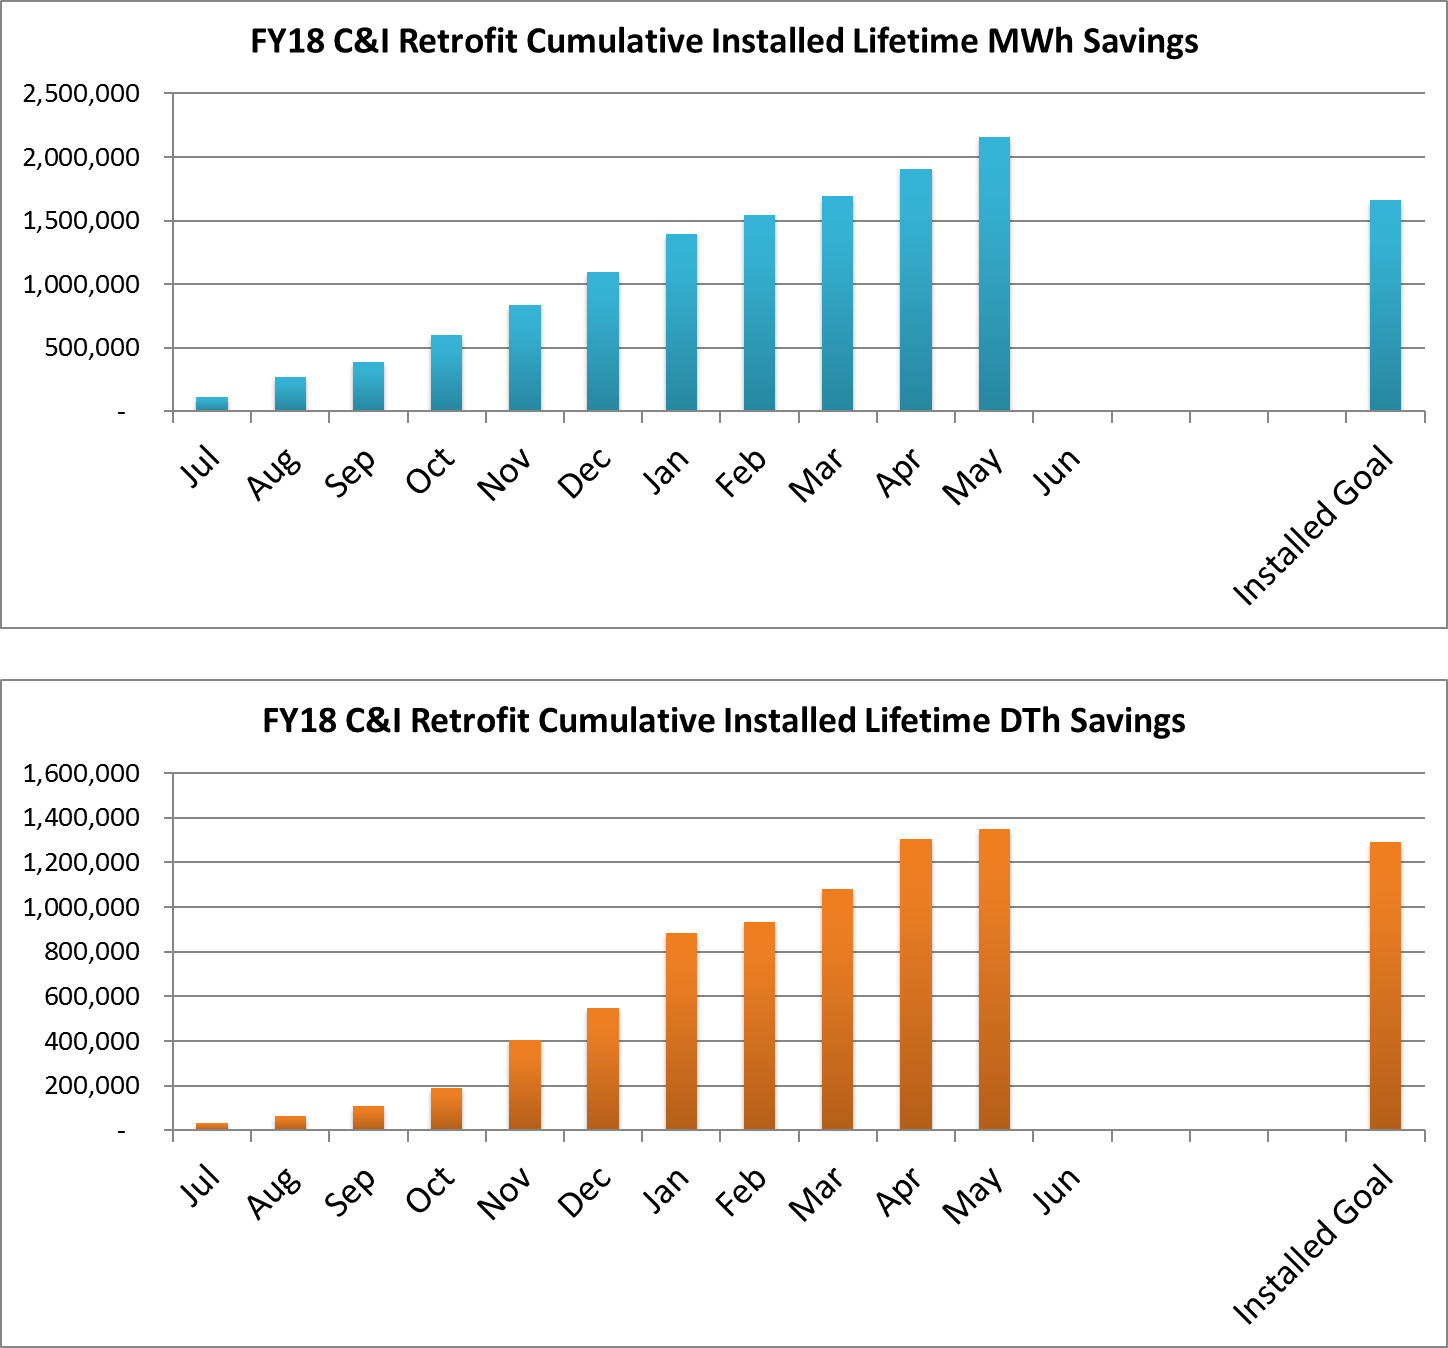 FY18 C&I Retrofit Cumulative Installed Lifetime MWh Savings
2,500,000
2,000,000
1,500,000
1,000,000
500,000
-
Jul
Aug
Sep
Oct
Nov
Dec
Jan
Feb
Mar
Apr
May
Jun
Installed Goal
FY18 C&I Retrofit Cumulative Installed Lifetime DTh Savings
1,600,000
1,400,000
1,200,000
1,000,000
800,000
600,000
400,000
200,000
-
Jul
Aug
Sep
Oct
Nov
Dec
Jan
Feb
Mar
Apr
May
Jun
Installed Goal